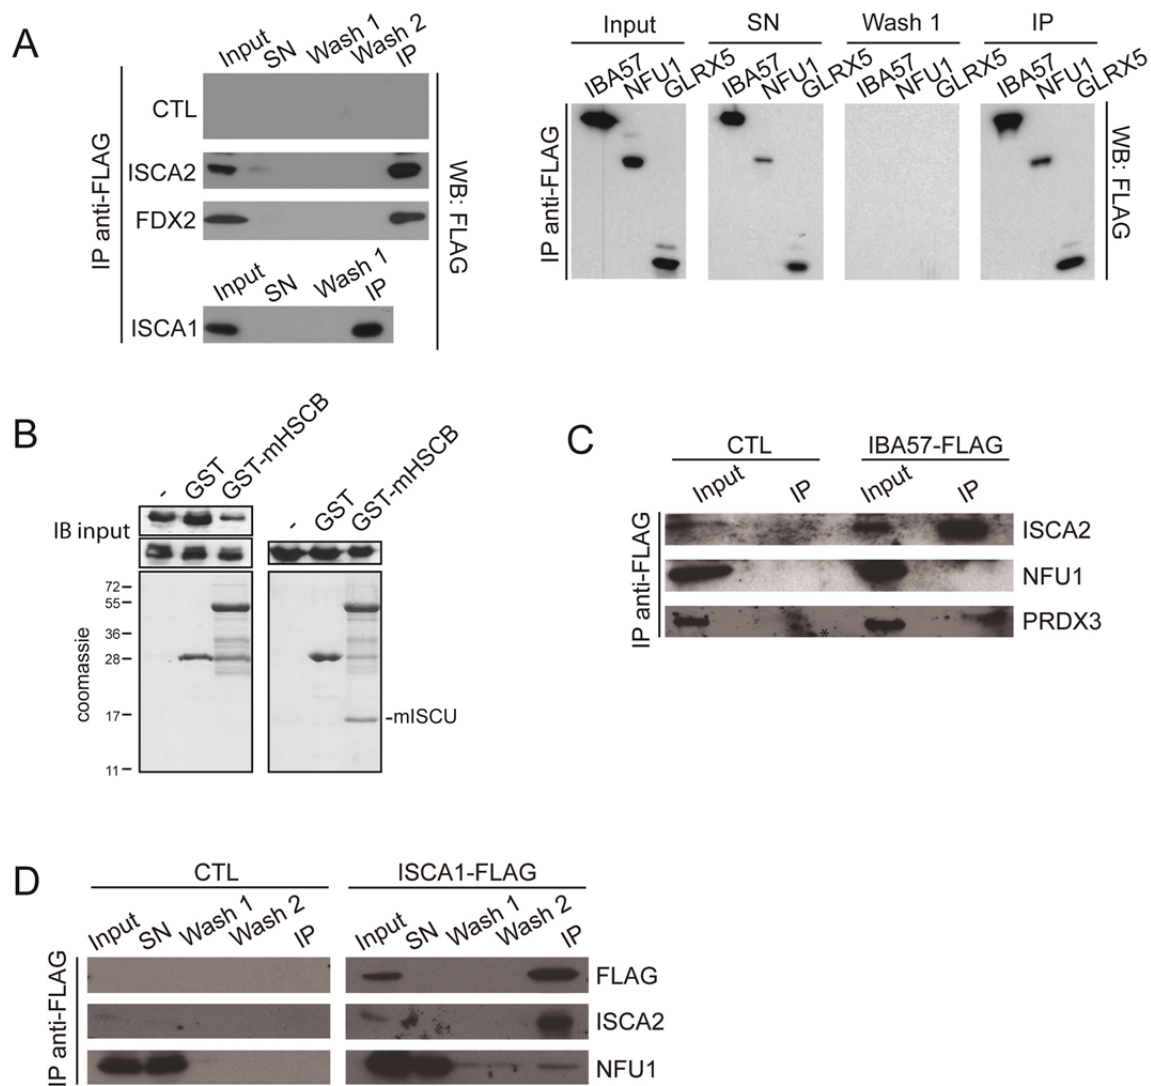 A
Input SN Wash 1 Wash 2 IP
IP anti-FLAG
CTL
ISCA2
FDX2
WB: FLAG
Input SN Wash 1 IP
ISCA1
Input SN Wash 1 IP
IBA57 NFU1 GLRX5 IBA57 NFU1 GLRX5 IBA57 NFU1 GLRX5 IBA57 NFU1 GLRX5
IP anti-FLAG
WB: FLAG
B
- GST GST-mHSCB
- GST GST-mHSCB
IB input
coomassie
72
55
36
28
17
11
-mISCU
C
CTL IBA57-FLAG
Input IP Input IP
IP anti-FLAG
ISCA2
NFU1
PRDX3
*
D
CTL ISCA1-FLAG
Input SN Wash 1 Wash 2 IP Input SN Wash 1 Wash 2 IP
IP anti-FLAG
FLAG
ISCA2
NFU1